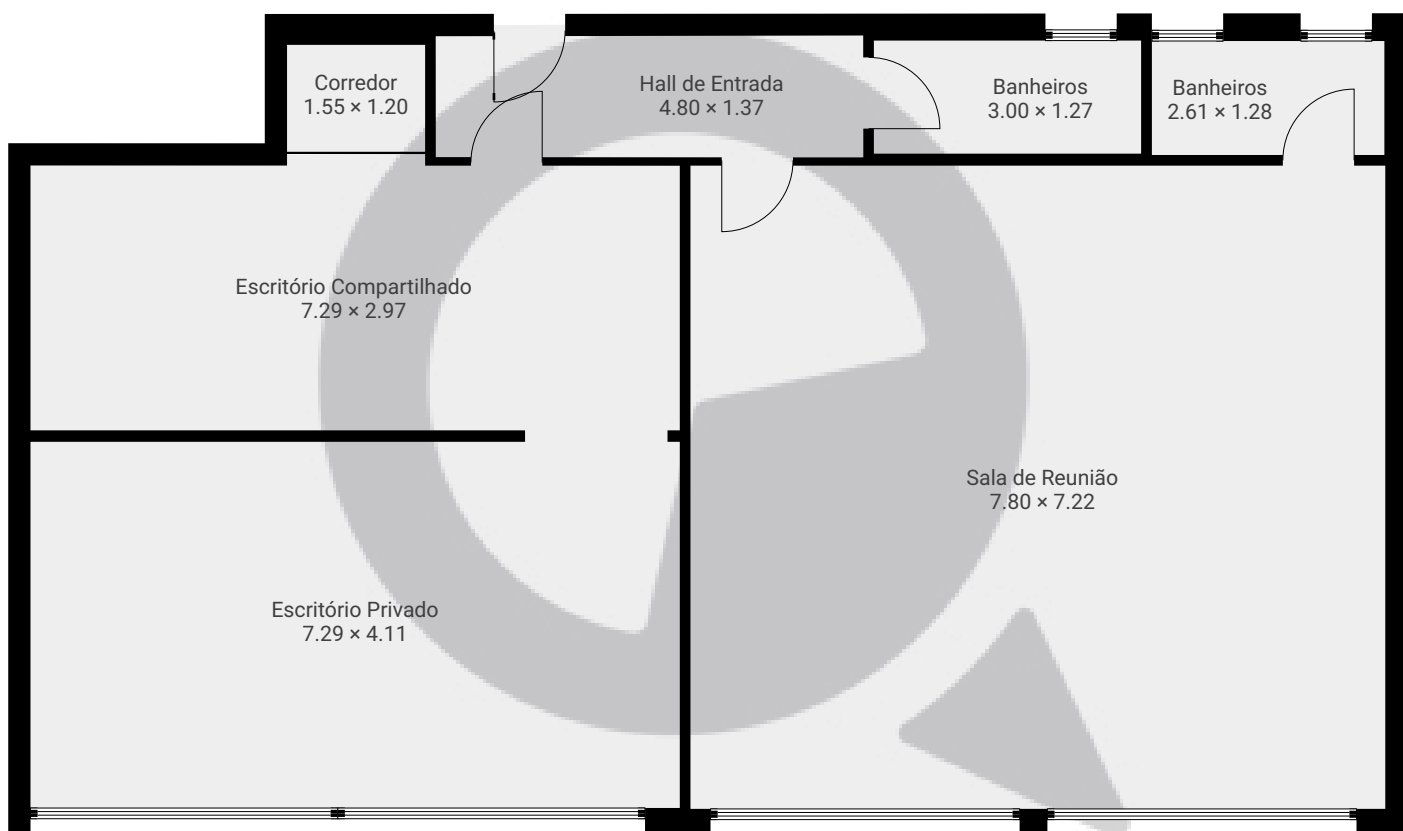 Corredor
1.55 × 1.20
Hall de Entrada
4.80 × 1.37
Banheiros
3.00 × 1.27
Banheiros
2.61 × 1.28
Escritório Compartilhado
7.29 × 2.97
Sala de Reunião
7.80 × 7.22
Escritório Privado
7.29 × 4.11